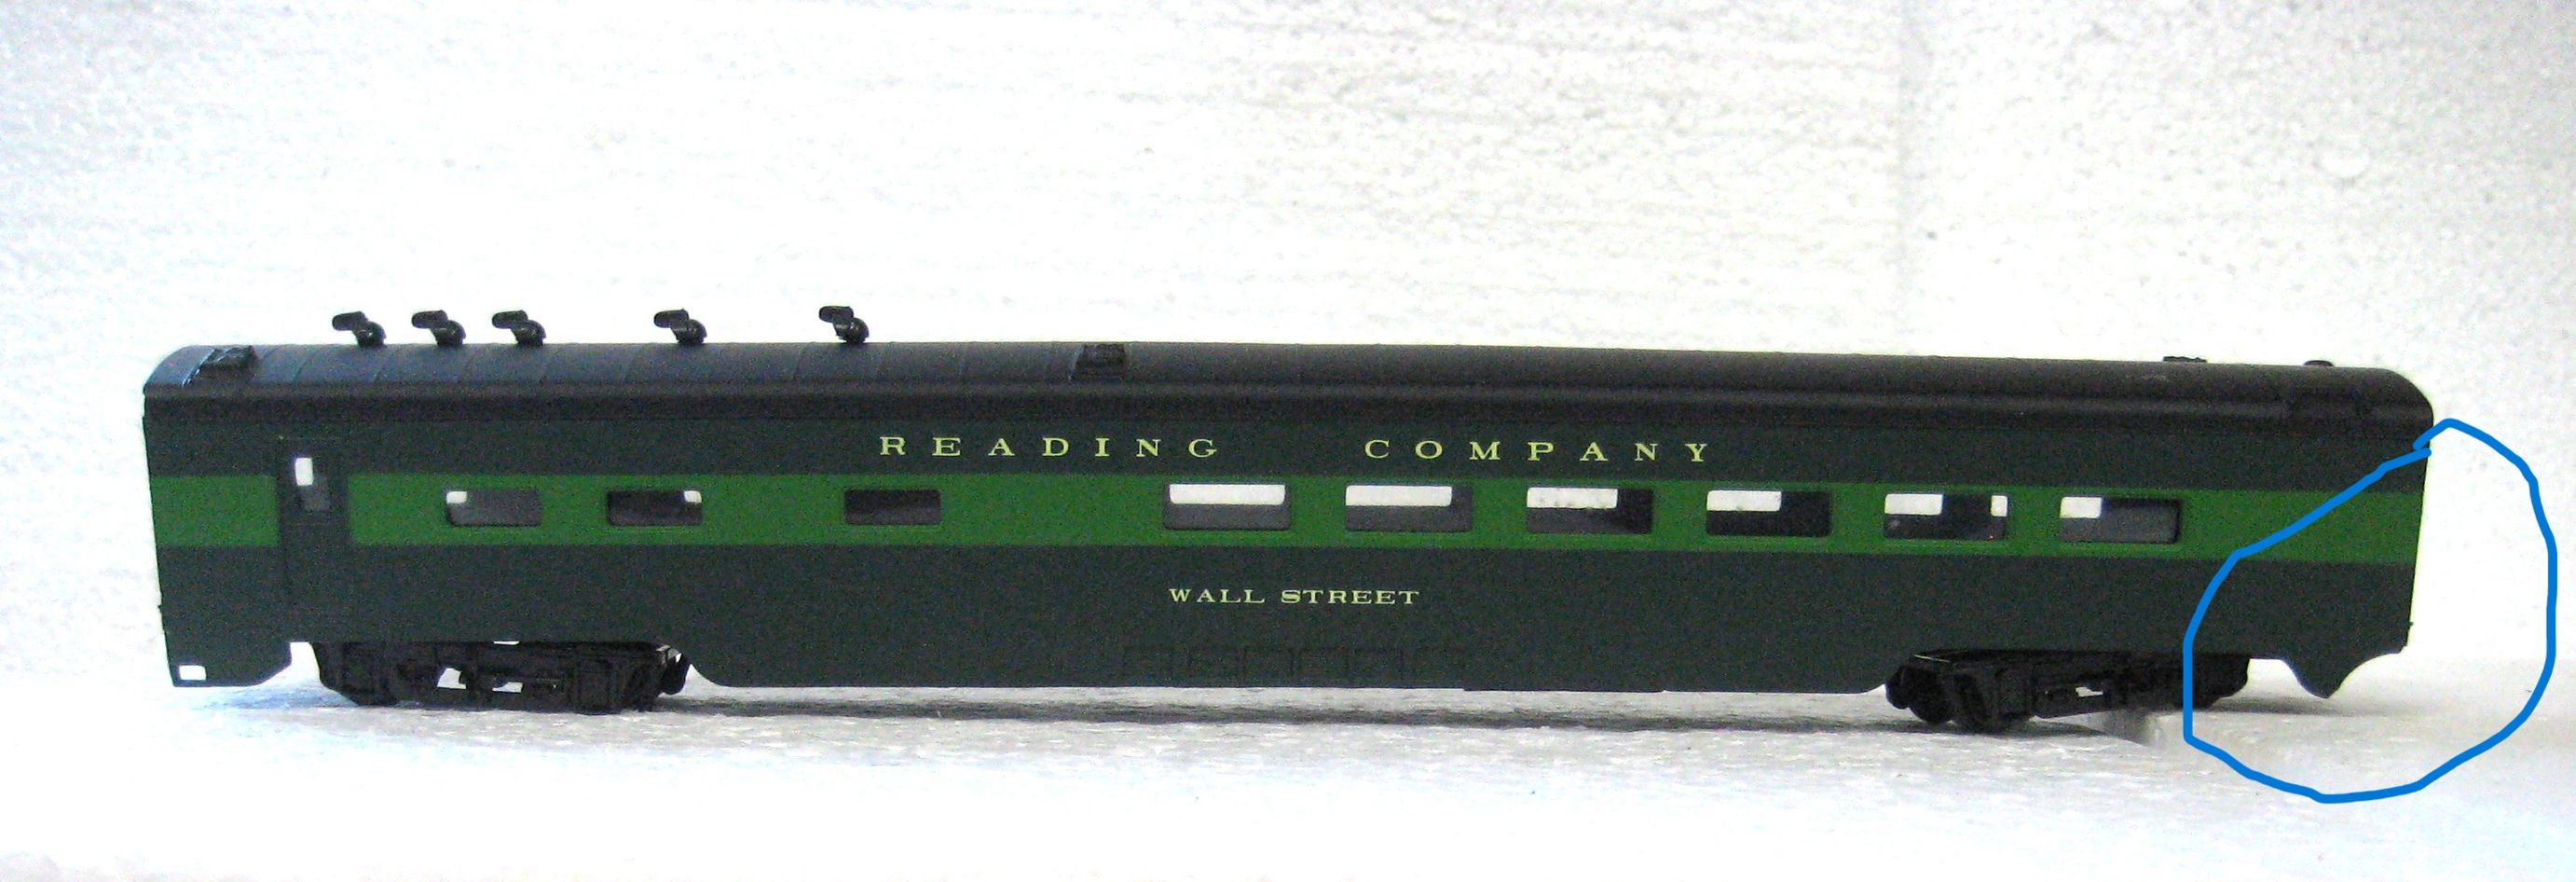 READING COMPANY
WALL STREET